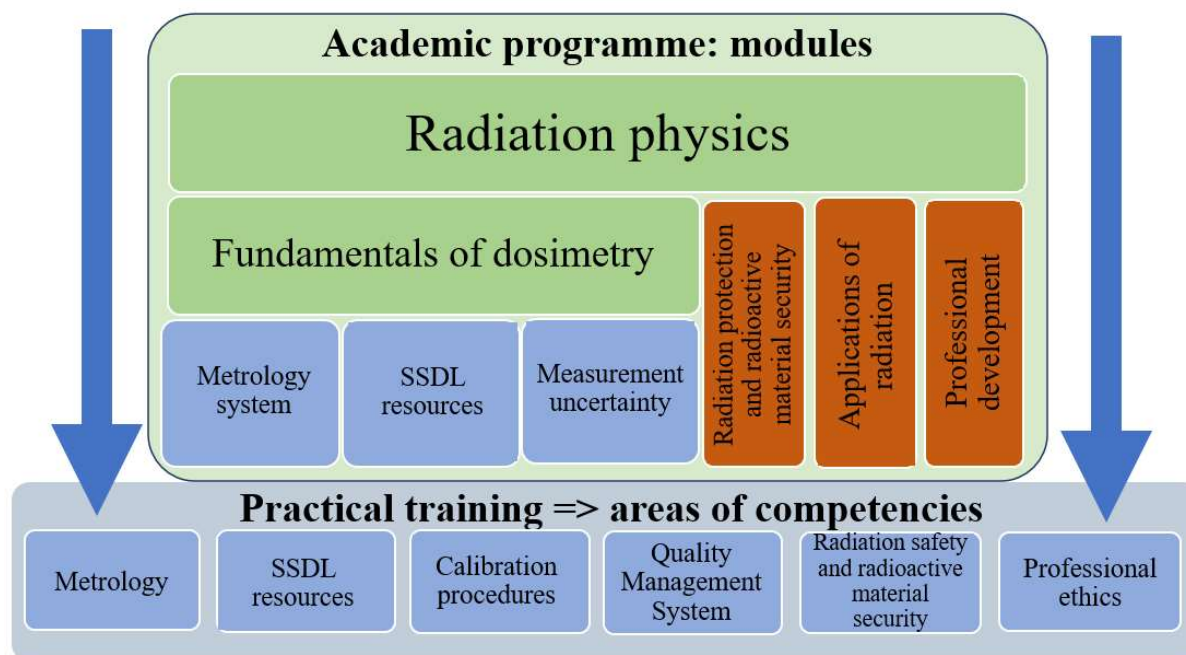 Academic programme: modules
Radiation physics
Fundamentals of dosimetry
Metrology
system
SSDL
resources
Measurement
uncertainty
Radiation protection
and radioactive
material security
Applications of
radiation
Professional
development
Practical training => areas of competencies
Metrology
SSDL
resources
Calibration
procedures
Quality
Management
System
Radiation safety
and radioactive
material
security
Professional
ethics